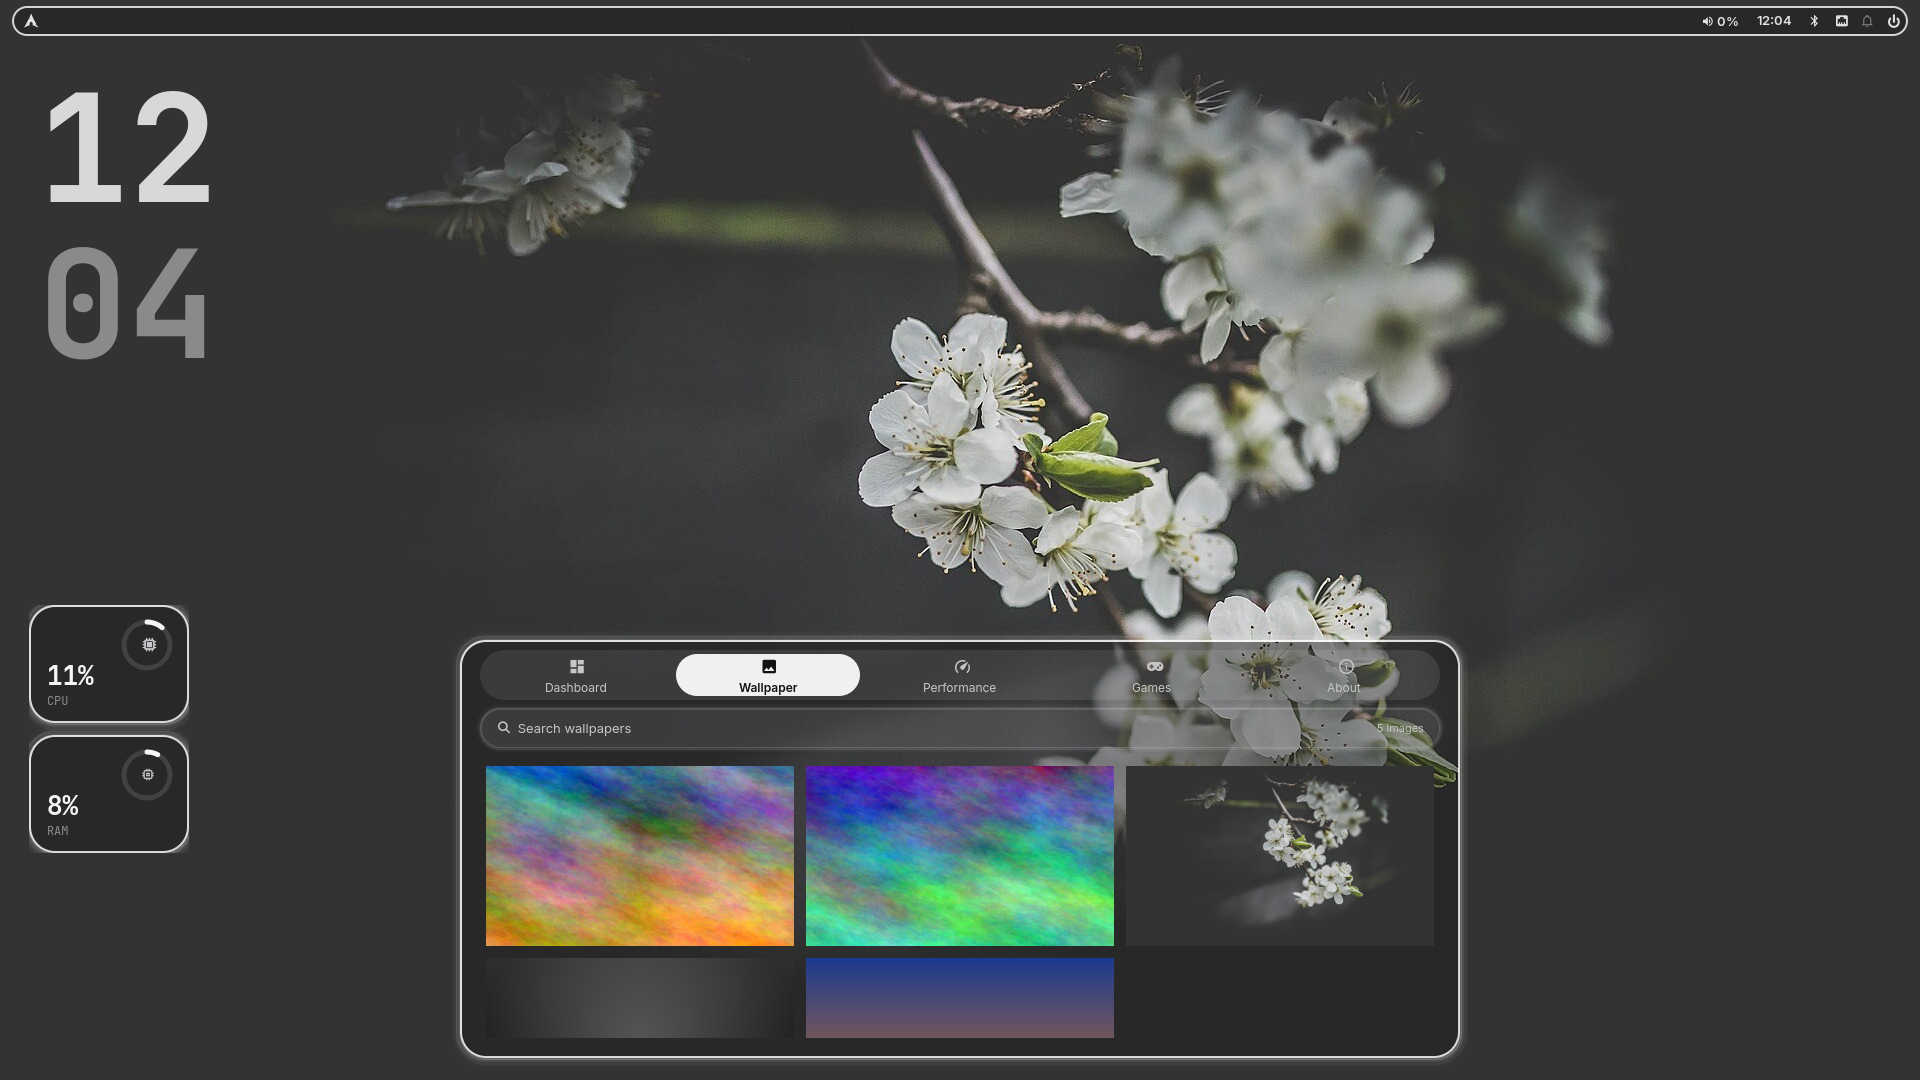 0%
12:04
12
04
11%
CPU
8%
RAM
Dashboard
Wallpaper
Performance
Games
About
Search wallpapers
5 images